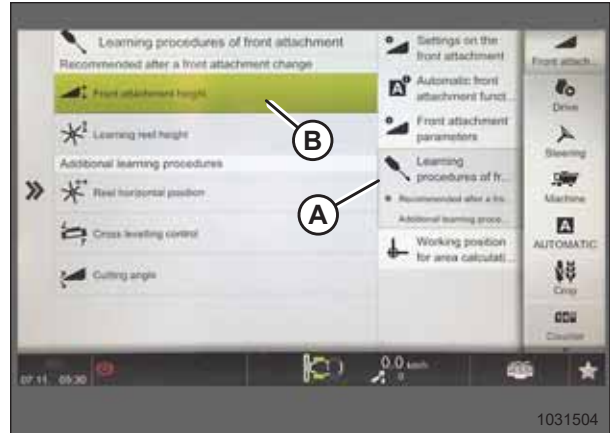 Learning procedures of front attachment
Recommended after a front attachment change
Front attachment height
Learning reel height
Additional learning procedures
Reel horizontal position
Cross levelling control
Cutting angle
B
Settings on the
front attachment
Automatic front
attachment funct...
Front attachment
parameters
Learning
procedures of fr...
Recommended after a fro...
Additional learning proce...
A
Working position
for area calculati...
Front attach...
Drive
Steering
Machine
AUTOMATIC
Crop
Counter
07.11. 05:30
0.0 km/h
0
1031504